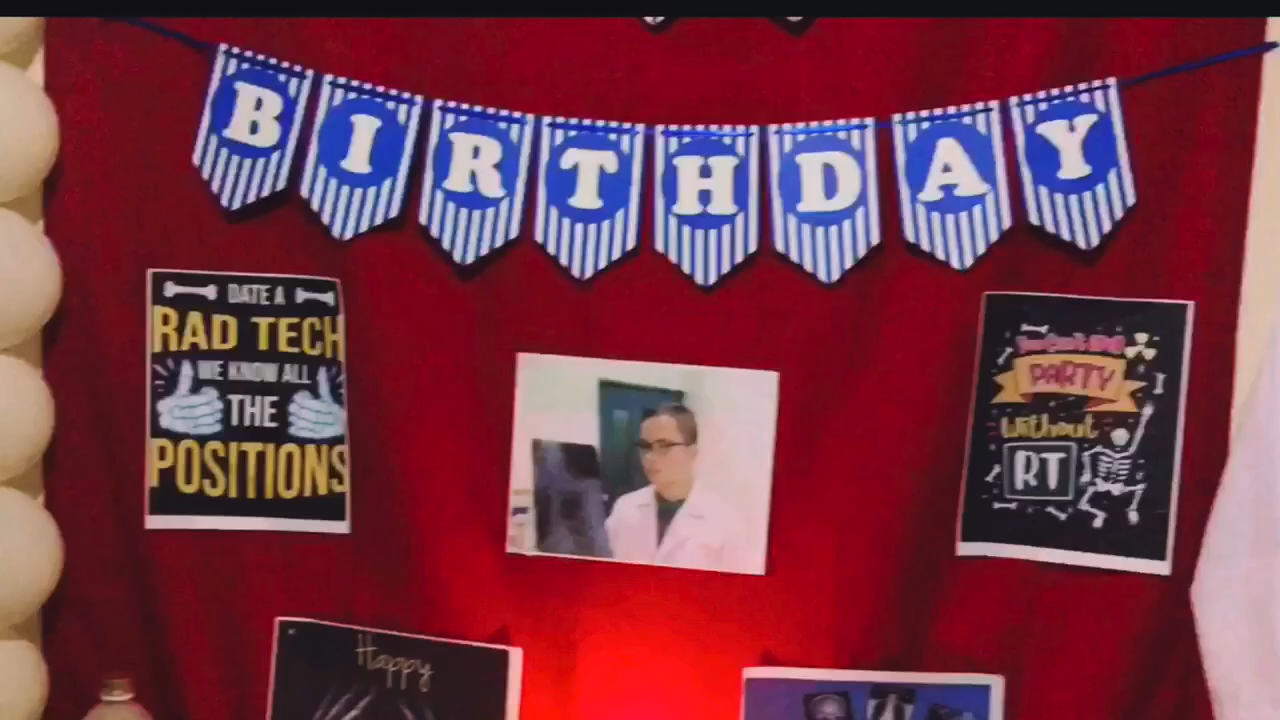 BIRTHDAY
DATE A
RAD TECH
WE KNOW ALL
THE
POSITIONS
PARTY
Without
RT
Happy